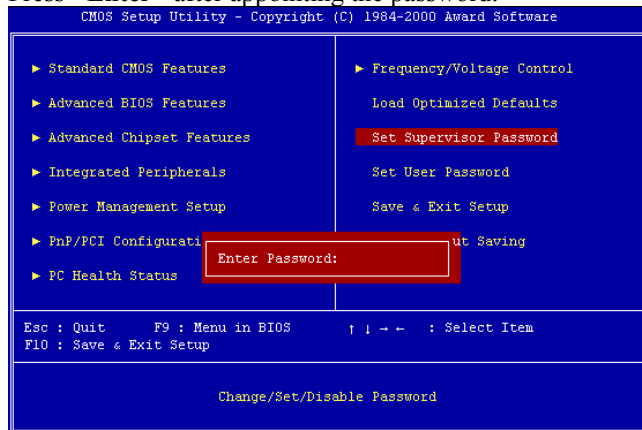 Press "Enter" after appointing the password.
CMOS Setup Utility - Copyright (C) 1984-2000 Award Software
► Standard CMOS Features
► Advanced BIOS Features
► Advanced Chipset Features
► Integrated Peripherals
► Power Management Setup
► PnP/PCI Configurati
► PC Health Status
► Frequency/Voltage Control
Load Optimized Defaults
Set Supervisor Password
Set User Password
Save & Exit Setup
ut Saving
Enter Password:
Esc : Quit F9 : Menu in BIOS ↑ ↓ → ← : Select Item
F10 : Save & Exit Setup
Change/Set/Disable Password